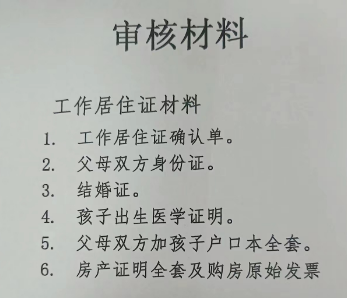 审核材料
工作居住证材料
1. 工作居住证确认单。
2. 父母双方身份证。
3. 结婚证。
4. 孩子出生医学证明。
5. 父母双方加孩子户口本全套。
6. 房产证明全套及购房原始发票